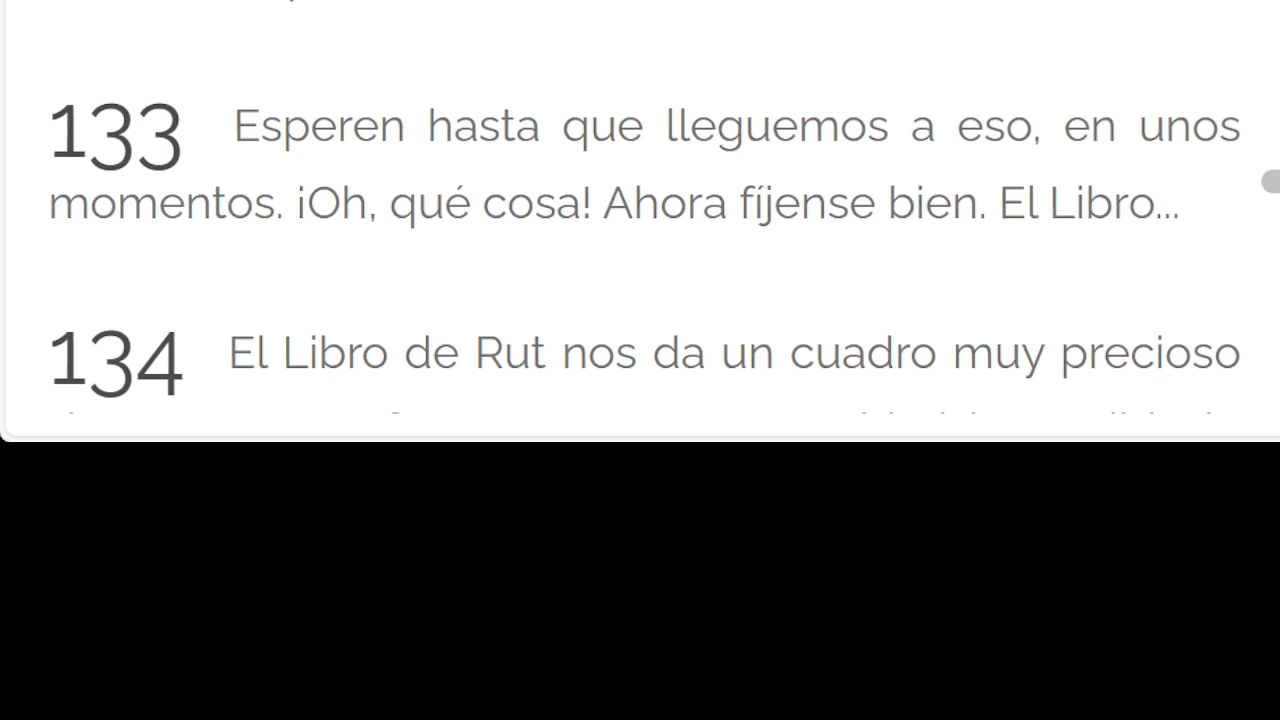 133 Esperen hasta que lleguemos a eso, en unos
momentos. ¡Oh, qué cosa! Ahora fíjense bien. El Libro...
134 El Libro de Rut nos da un cuadro muy precioso